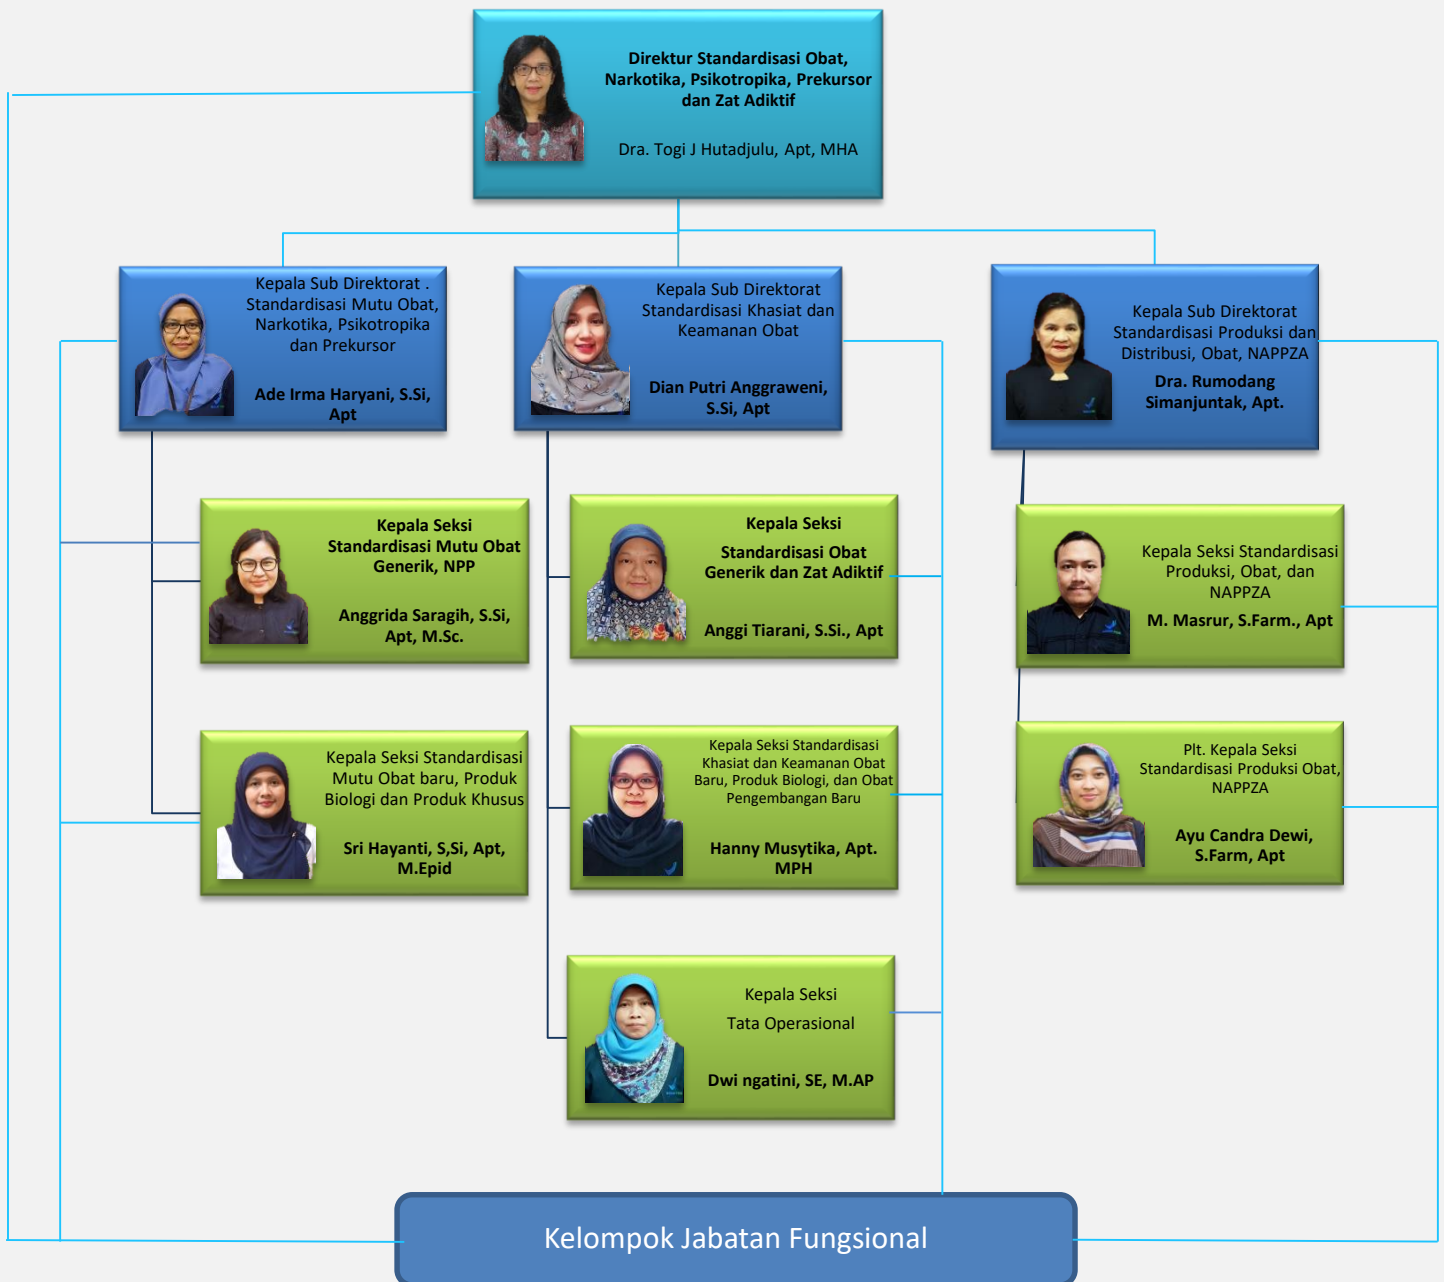 Direktur Standardisasi Obat,
Narkotika, Psikotropika, Prekursor
dan Zat Adiktif
Dra. Togi J Hutadjulu, Apt, MHA
Kepala Sub Direktorat .
Standardisasi Mutu Obat,
Narkotika, Psikotropika
dan Prekursor
Ade Irma Haryani, S.Si,
Apt
Kepala Sub Direktorat
Standardisasi Khasiat dan
Keamanan Obat
Dian Putri Anggraweni,
S.Si, Apt
Kepala Sub Direktorat
Standardisasi Produksi dan
Distribusi, Obat, NAPPZA
Dra. Rumodang
Simanjuntak, Apt.
Kepala Seksi
Standardisasi Mutu Obat
Generik, NPP
Anggrida Saragih, S.Si,
Apt, M.Sc.
Kepala Seksi
Standardisasi Obat
Generik dan Zat Adiktif
Anggi Tiarani, S.Si., Apt
Kepala Seksi Standardisasi
Produksi, Obat, dan
NAPPZA
M. Masrur, S.Farm., Apt
Kepala Seksi Standardisasi
Mutu Obat baru, Produk
Biologi dan Produk Khusus
Sri Hayanti, S,Si, Apt,
M.Epid
Kepala Seksi Standardisasi
Khasiat dan Keamanan Obat
Baru, Produk Biologi, dan Obat
Pengembangan Baru
Hanny Musytika, Apt.
MPH
Plt. Kepala Seksi
Standardisasi Produksi Obat,
NAPPZA
Ayu Candra Dewi,
S.Farm, Apt
Kepala Seksi
Tata Operasional
Dwi ngatini, SE, M.AP
Kelompok Jabatan Fungsional